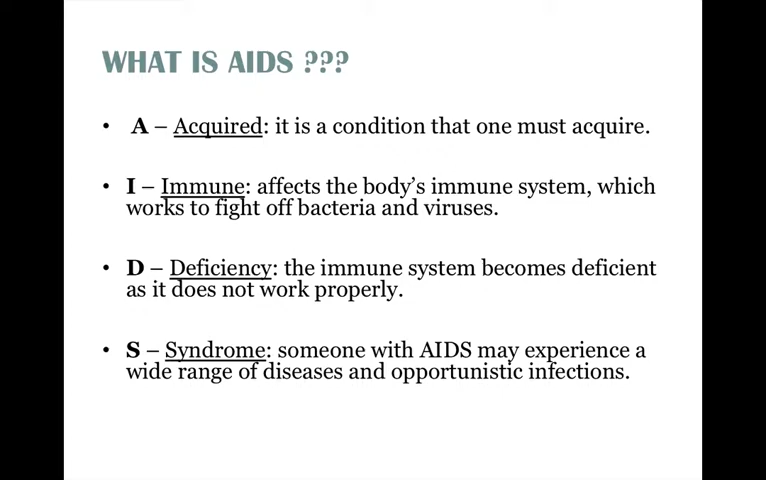 WHAT IS AIDS ???
• A – Acquired: it is a condition that one must acquire.
• I – Immune: affects the body’s immune system, which
works to fight off bacteria and viruses.
• D – Deficiency: the immune system becomes deficient
as it does not work properly.
• S – Syndrome: someone with AIDS may experience a
wide range of diseases and opportunistic infections.